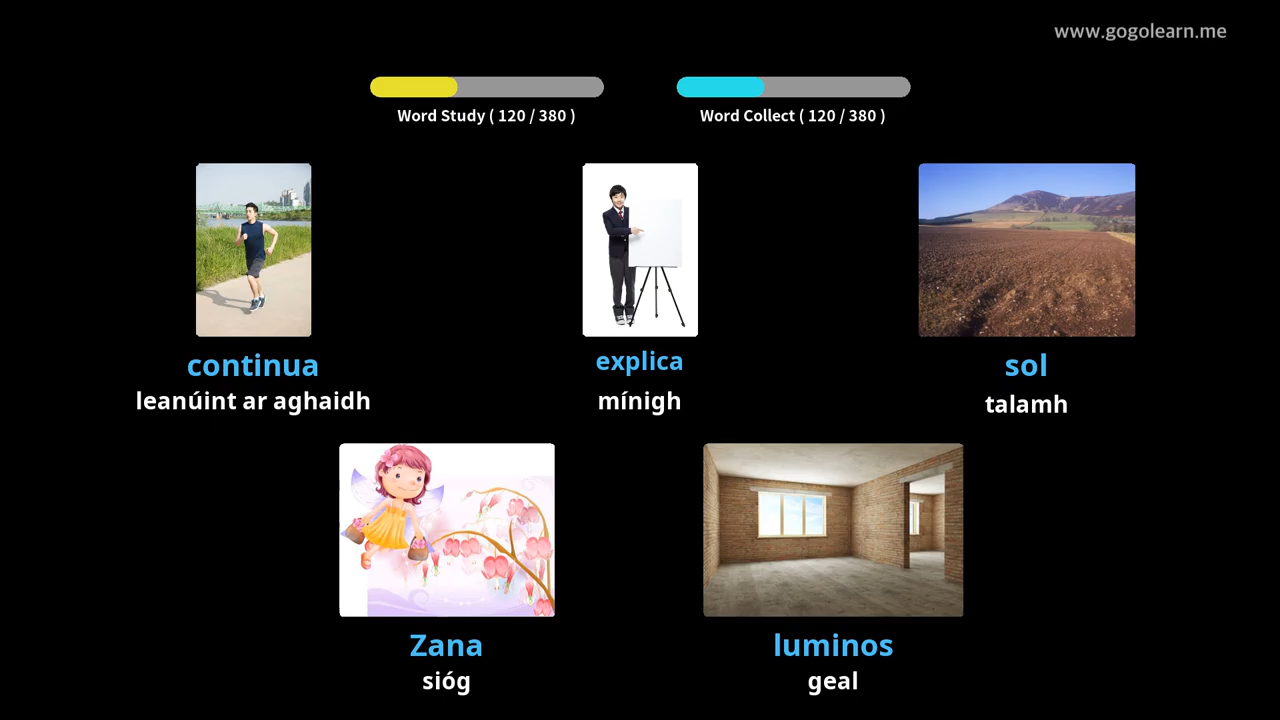 www.gogolearn.me
Word Study ( 120 / 380 )
Word Collect ( 120 / 380 )
continua
leanúint ar aghaidh
explica
mínigh
sol
talamh
Zana
sióg
luminos
geal